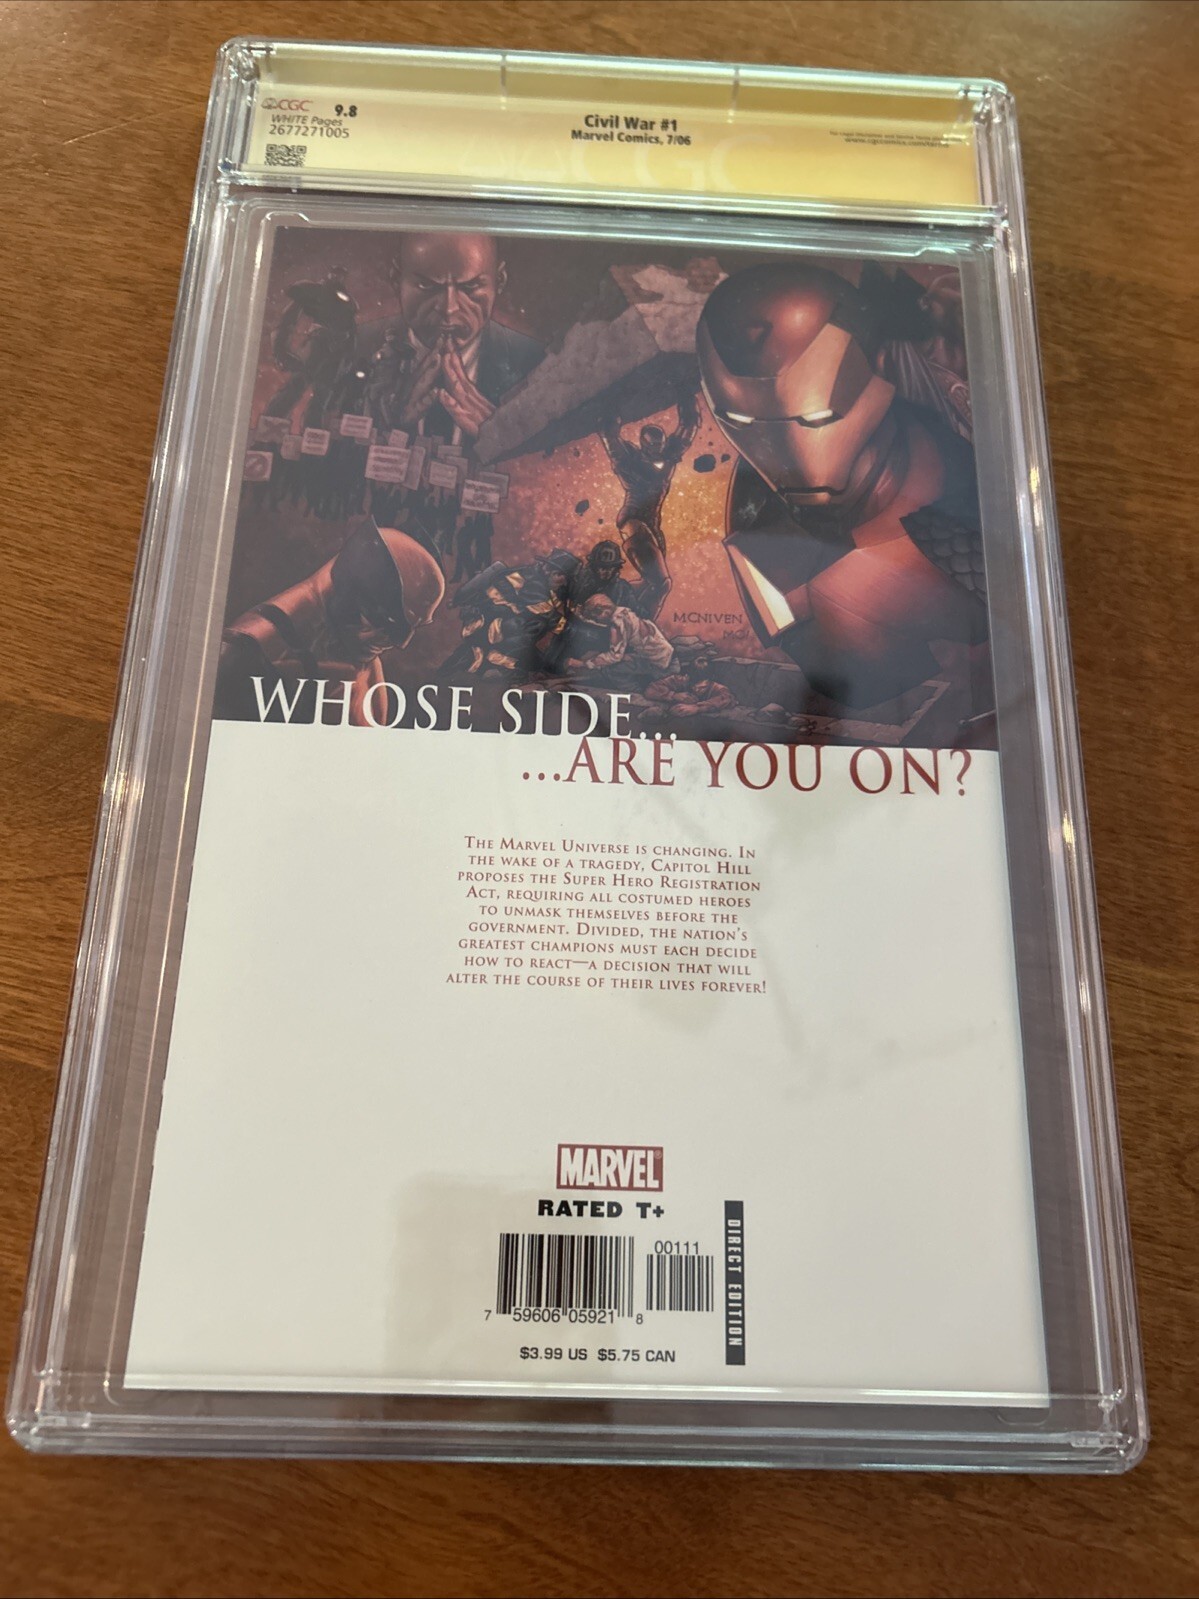 CGC 9.8
WHITE Pages
2677271005
Civil War #1
Marvel Comics, 7/06
CGC
MCNIVEN
WHOSE SIDE...
...ARE YOU ON?
THE MARVEL UNIVERSE IS CHANGING. IN
THE WAKE OF A TRAGEDY, CAPITOL HILL
PROPOSES THE SUPER HERO REGISTRATION
ACT, REQUIRING ALL COSTUMED HEROES
TO UNMASK THEMSELVES BEFORE THE
GOVERNMENT. DIVIDED, THE NATION'S
GREATEST CHAMPIONS MUST EACH DECIDE
HOW TO REACT—A DECISION THAT WILL
ALTER THE COURSE OF THEIR LIVES FOREVER!
MARVEL
RATED T+
00111
7 59606 05921 8
DIRECT EDITION
$3.99 US $5.75 CAN